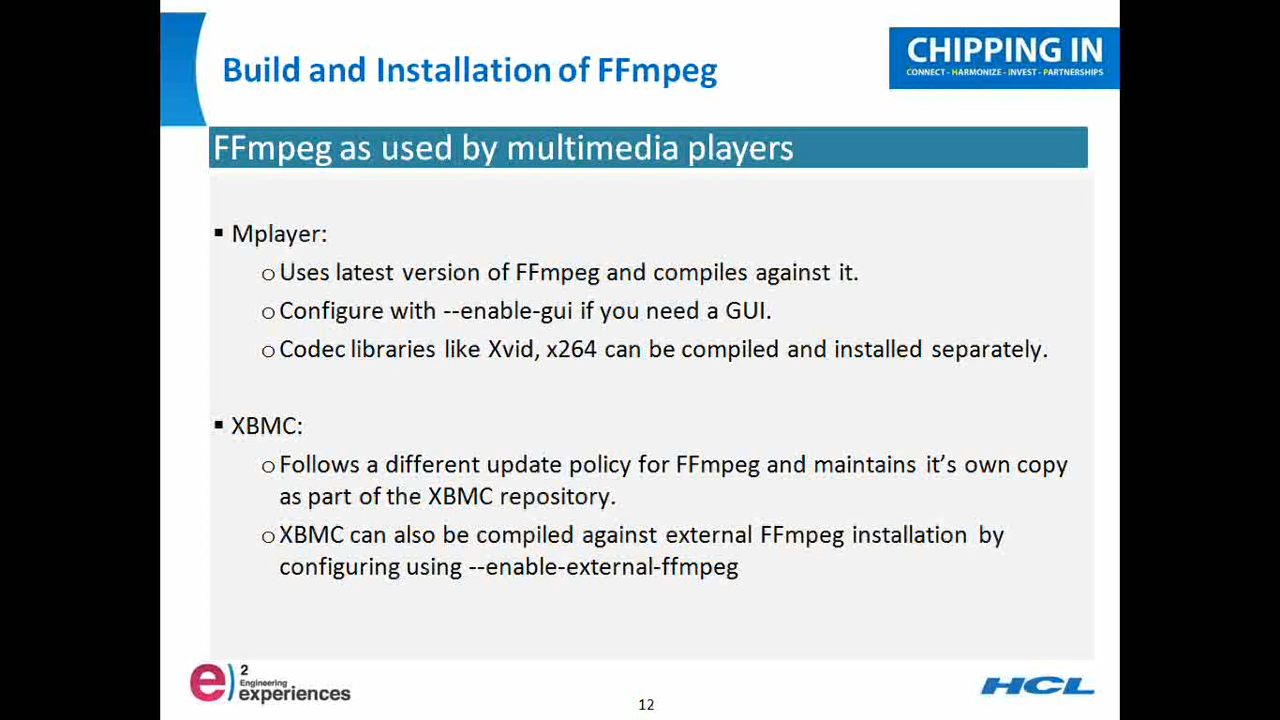 Build and Installation of FFmpeg
CHIPPING IN
CONNECT - HARMONIZE - INVEST - PARTNERSHIPS
FFmpeg as used by multimedia players
▪ Mplayer:
o Uses latest version of FFmpeg and compiles against it.
o Configure with --enable-gui if you need a GUI.
o Codec libraries like Xvid, x264 can be compiled and installed separately.
▪ XBMC:
o Follows a different update policy for FFmpeg and maintains it’s own copy
as part of the XBMC repository.
o XBMC can also be compiled against external FFmpeg installation by
configuring using --enable-external-ffmpeg
e) 2
Engineering
experiences
12
HCL